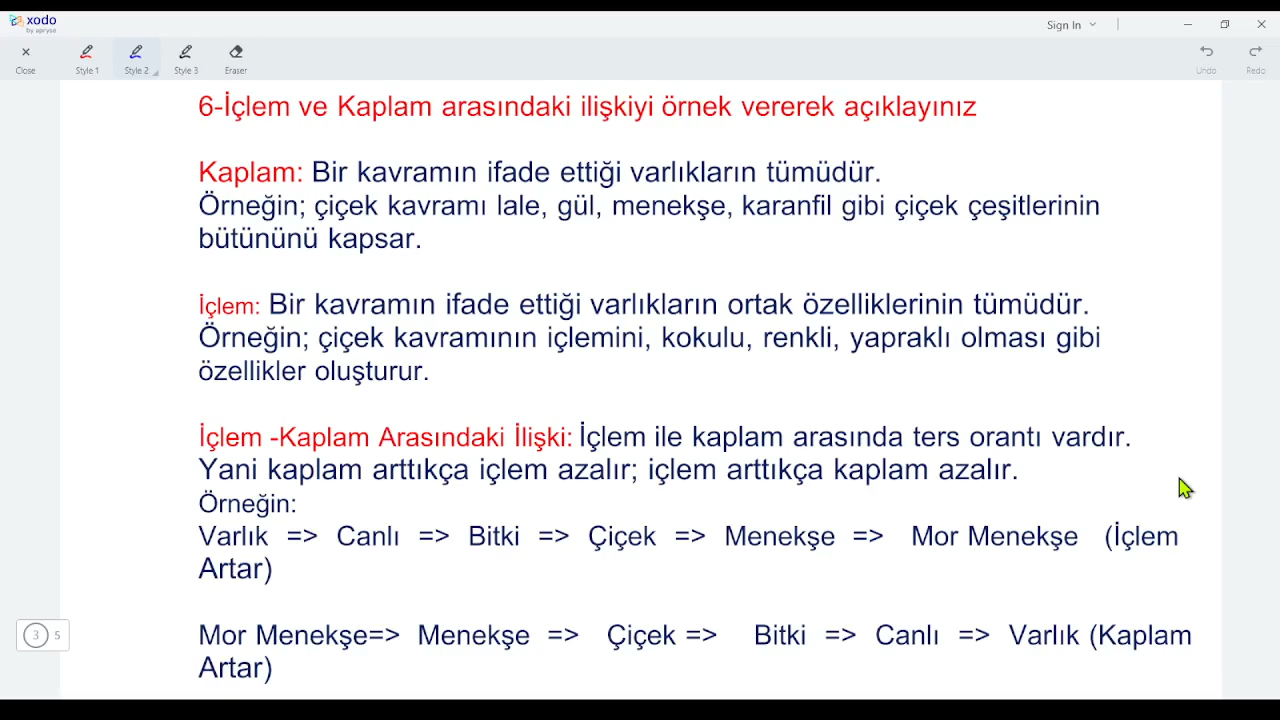 xodo
by apryse
Sign In
Close
Style 1
Style 2
Style 3
Eraser
Undo
Redo
6-İçlem ve Kaplam arasındaki ilişkiyi örnek vererek açıklayınız
Kaplam: Bir kavramın ifade ettiği varlıkların tümüdür.
Örneğin; çiçek kavramı lale, gül, menekşe, karanfil gibi çiçek çeşitlerinin
bütününü kapsar.
İçlem: Bir kavramın ifade ettiği varlıkların ortak özelliklerinin tümüdür.
Örneğin; çiçek kavramının içlemini, kokulu, renkli, yapraklı olması gibi
özellikler oluşturur.
İçlem -Kaplam Arasındaki İlişki: İçlem ile kaplam arasında ters orantı vardır.
Yani kaplam arttıkça içlem azalır; içlem arttıkça kaplam azalır.
Örneğin:
Varlık => Canlı => Bitki => Çiçek => Menekşe => Mor Menekşe (İçlem
Artar)
Mor Menekşe=> Menekşe => Çiçek => Bitki => Canlı => Varlık (Kaplam
Artar)
3 5